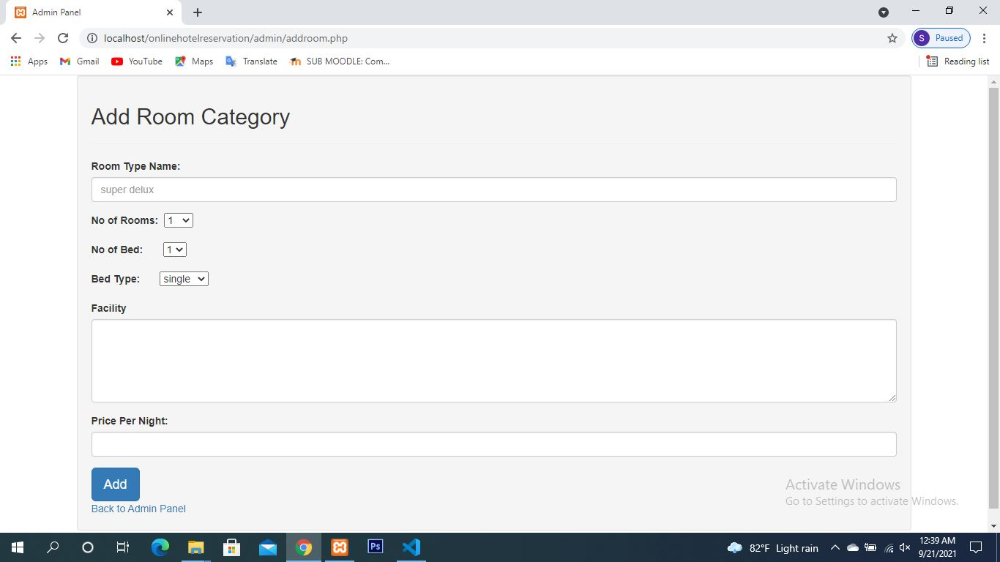 Admin Panel
localhost/onlinehotelreservation/admin/addroom.php
S Paused
Apps Gmail YouTube Maps Translate SUB MOODLE: Com... Reading list
Add Room Category
Room Type Name:
super delux
No of Rooms: 1
No of Bed: 1
Bed Type: single
Facility
Price Per Night:
Add
Back to Admin Panel
Activate Windows
Go to Settings to activate Windows.
Ps
82°F Light rain
12:39 AM
9/21/2021